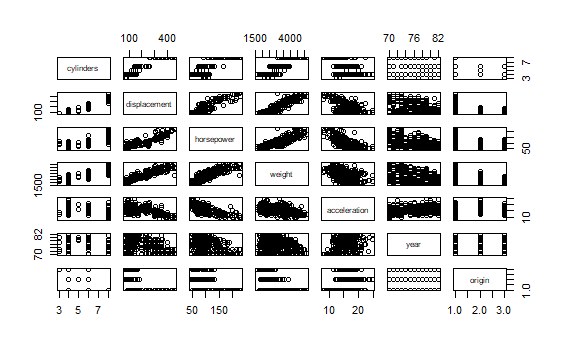 100 400
1500 4000
70 76 82
cylinders
3 7
100
displacement
horsepower
50
1500
weight
acceleration
10
70 82
year
origin
1.0
3 5 7
50 150
10 20
1.0 2.0 3.0